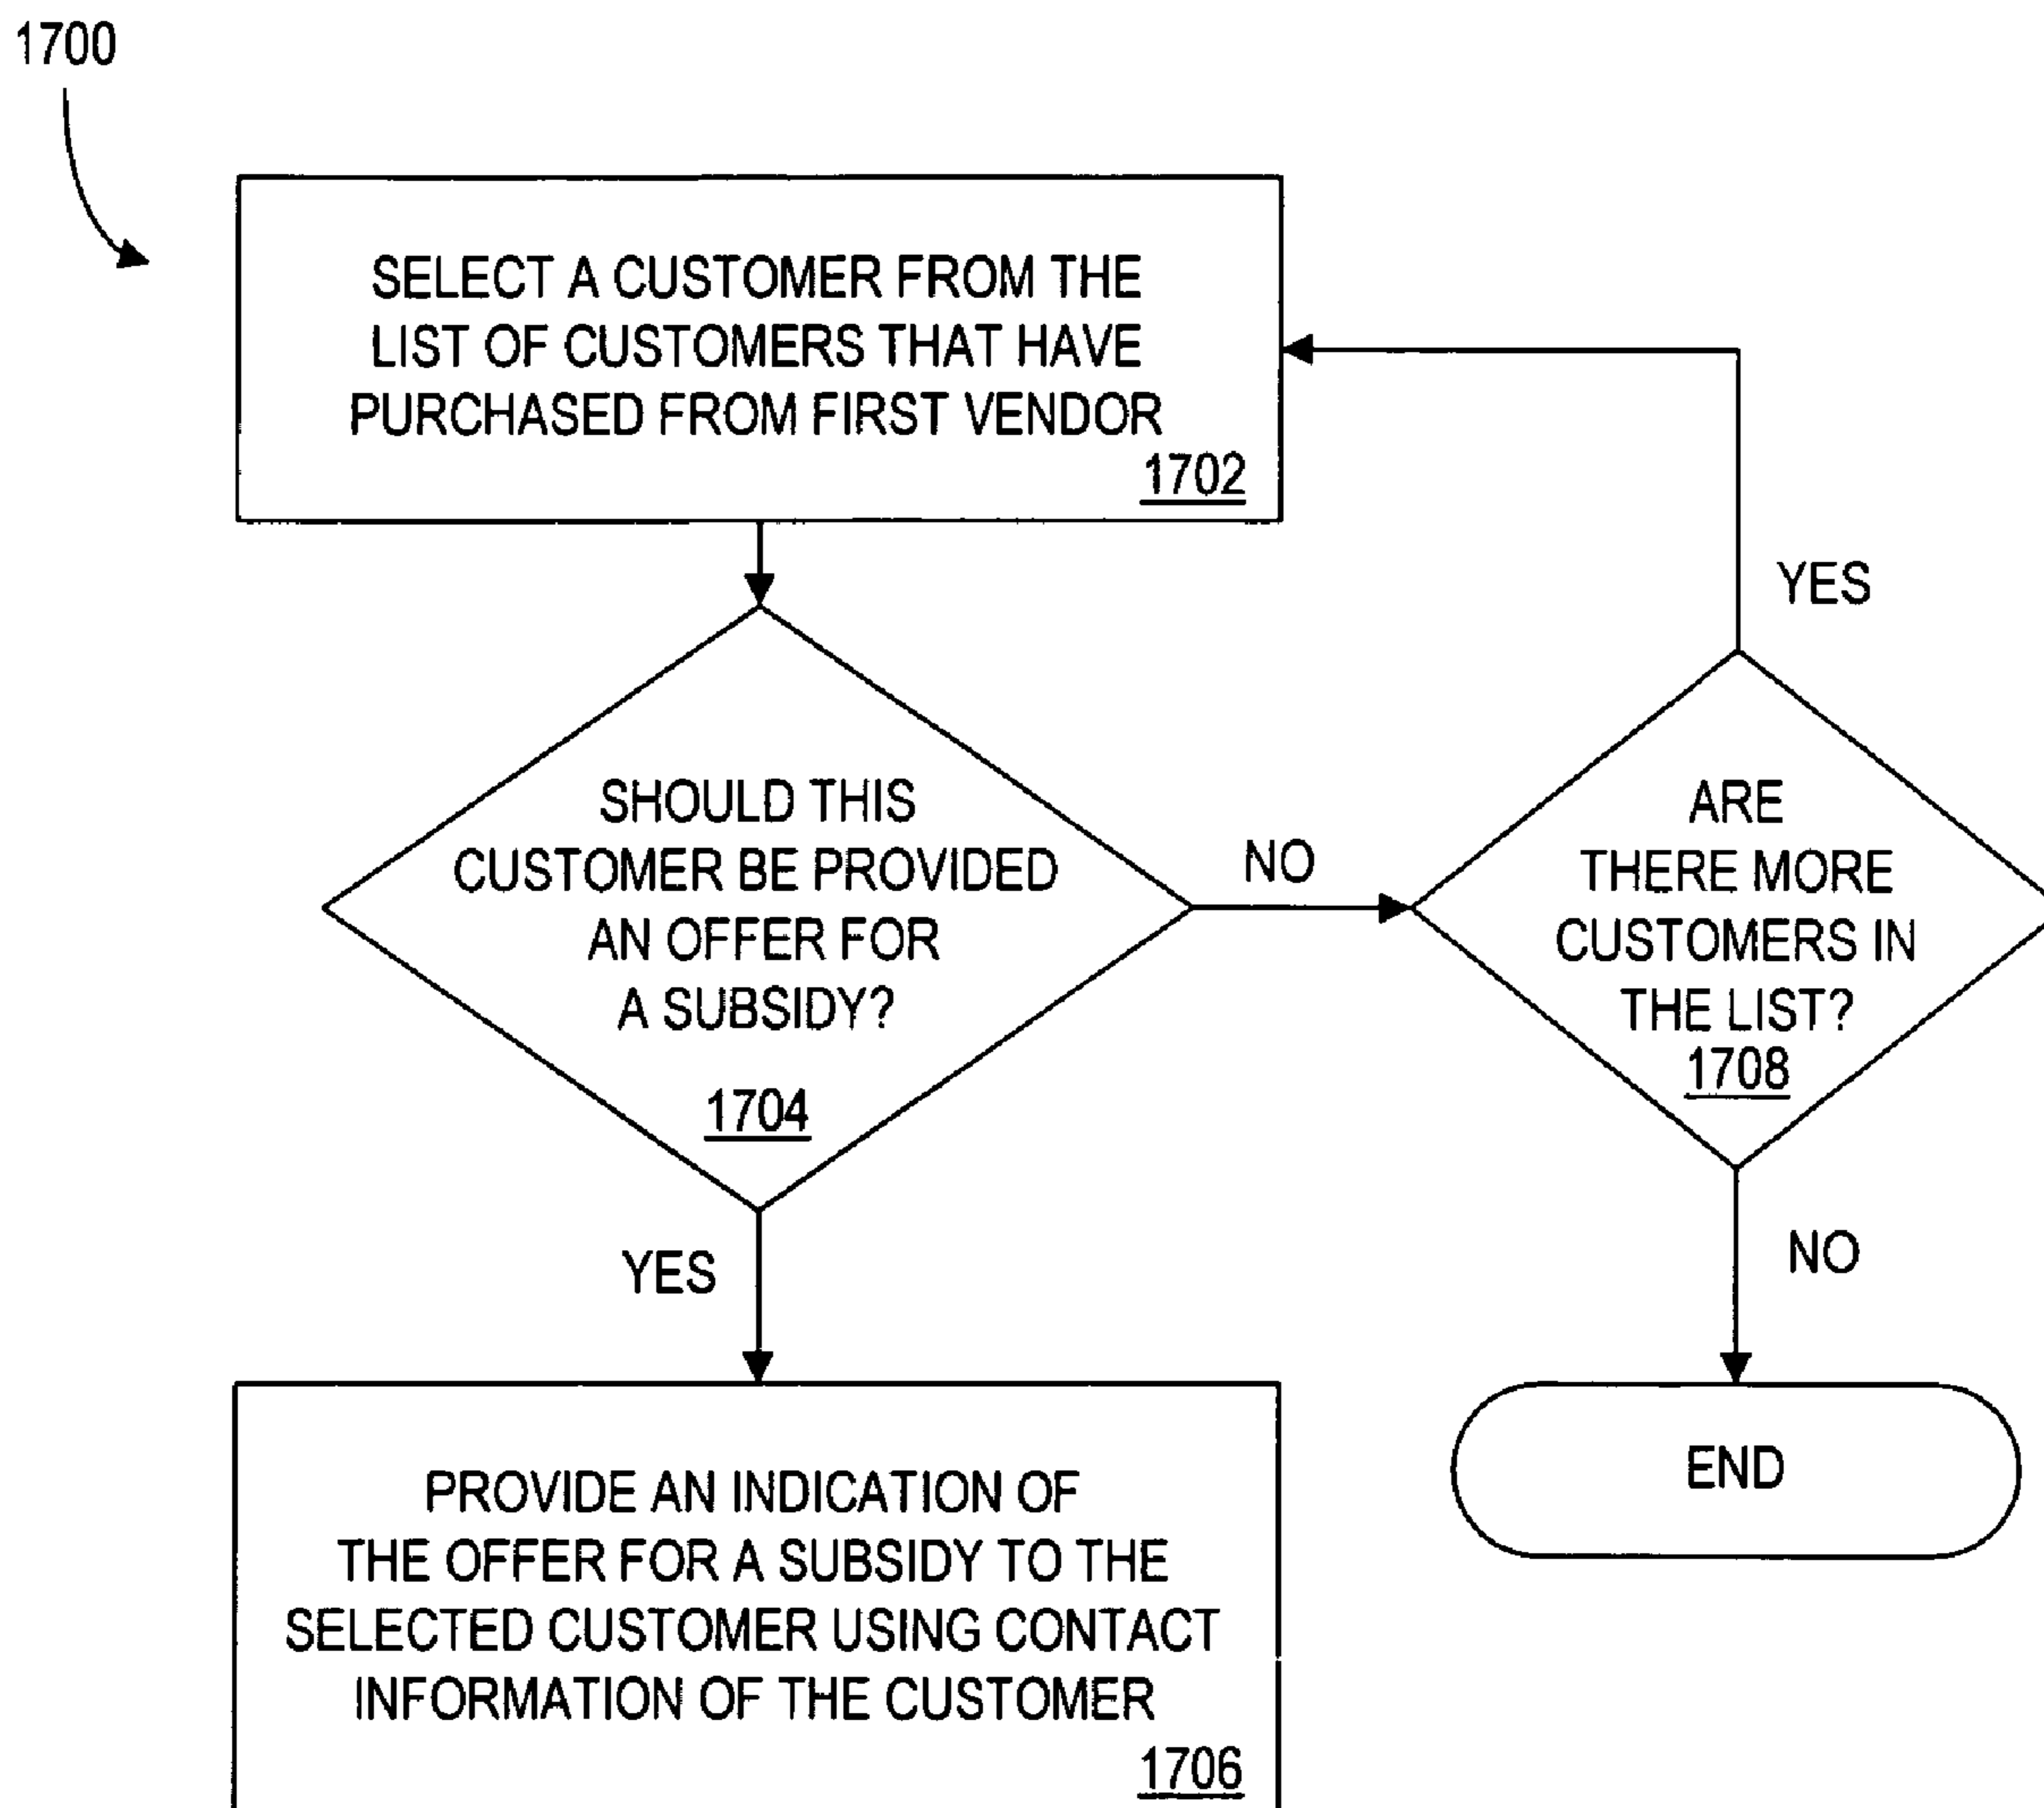 1700
SELECT A CUSTOMER FROM THE
LIST OF CUSTOMERS THAT HAVE
PURCHASED FROM FIRST VENDOR
1702
YES
SHOULD THIS
CUSTOMER BE PROVIDED
AN OFFER FOR
A SUBSIDY?
1704
NO
ARE
THERE MORE
CUSTOMERS IN
THE LIST?
1708
YES
NO
PROVIDE AN INDICATION OF
THE OFFER FOR A SUBSIDY TO THE
SELECTED CUSTOMER USING CONTACT
INFORMATION OF THE CUSTOMER
1706
END